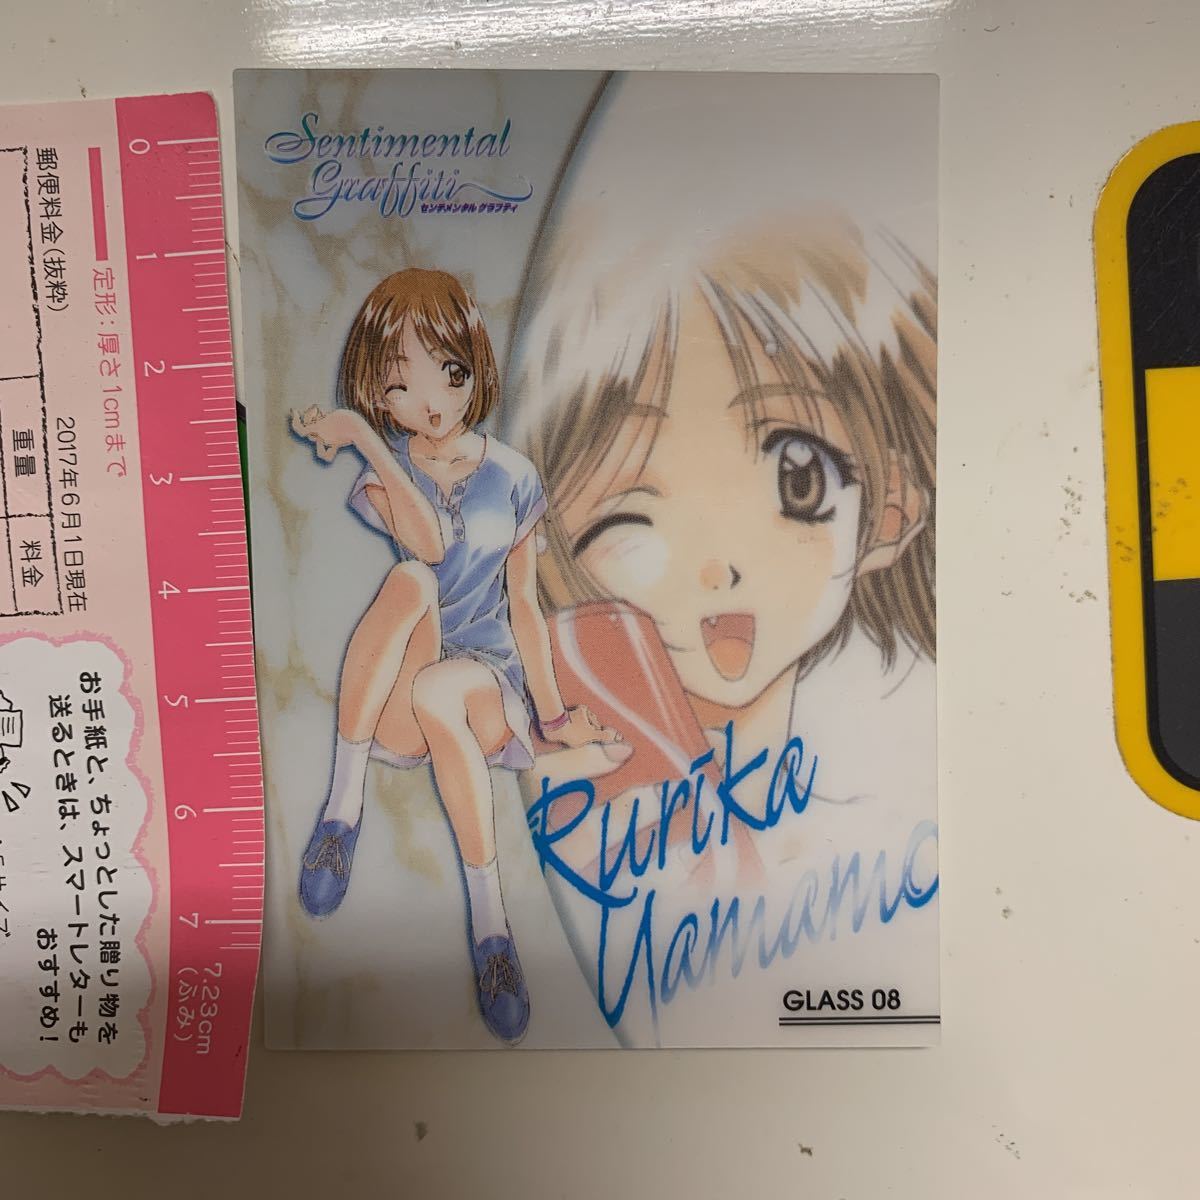 Sentimental
Graffiti
センチメンタル グラフティ
Rurika
Yamamo
GLASS 08
0
1
2
3
4
5
6
7
7.23cm
(ふみ)
定形:厚さ1cmまで
郵便料金(抜粋)
2017年6月1日現在
重量
料金
お手紙と、ちょっとした贈り物を
送るときは、スマートレターも
おすすめ!